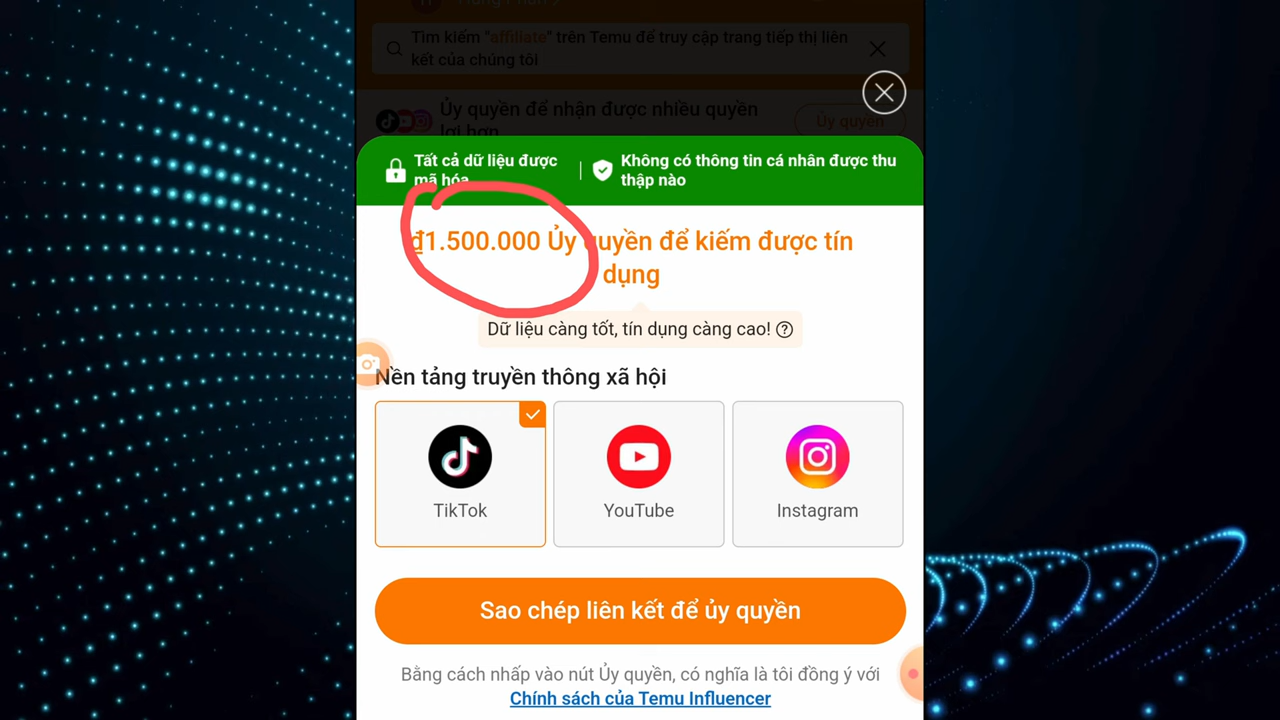 Tìm kiếm "affiliate" trên Temu để truy cập trang tiếp thị liên
kết của chúng tôi
Ủy quyền để nhận được nhiều quyền
lợi hơn
Ủy quyền
Tất cả dữ liệu được
mã hóa
Không có thông tin cá nhân được thu
thập nào
₫1.500.000 Ủy quyền để kiếm được tín
dụng
Dữ liệu càng tốt, tín dụng càng cao!
Nền tảng truyền thông xã hội
TikTok
YouTube
Instagram
Sao chép liên kết để ủy quyền
Bằng cách nhấp vào nút Ủy quyền, có nghĩa là tôi đồng ý với
Chính sách của Temu Influencer